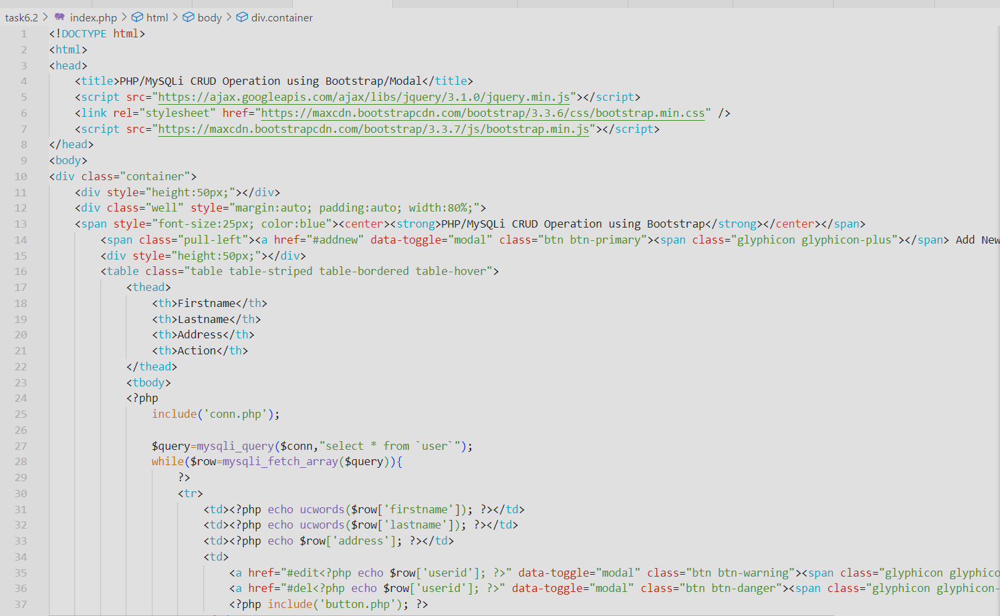 task6.2 > index.php > html > body > div.container
1 <!DOCTYPE html>
2 <html>
3 <head>
4 <title>PHP/MySQLi CRUD Operation using Bootstrap/Modal</title>
5 <script src="https://ajax.googleapis.com/ajax/libs/jquery/3.1.0/jquery.min.js"></script>
6 <link rel="stylesheet" href="https://maxcdn.bootstrapcdn.com/bootstrap/3.3.6/css/bootstrap.min.css" />
7 <script src="https://maxcdn.bootstrapcdn.com/bootstrap/3.3.7/js/bootstrap.min.js"></script>
8 </head>
9 <body>
10 <div class="container">
11 <div style="height:50px;"></div>
12 <div class="well" style="margin:auto; padding:auto; width:80%;">
13 <span style="font-size:25px; color:blue"><center><strong>PHP/MySQLi CRUD Operation using Bootstrap</strong></center></span>
14 <span class="pull-left"><a href="#addnew" data-toggle="modal" class="btn btn-primary"><span class="glyphicon glyphicon-plus"></span> Add New
15 <div style="height:50px;"></div>
16 <table class="table table-striped table-bordered table-hover">
17 <thead>
18 <th>Firstname</th>
19 <th>Lastname</th>
20 <th>Address</th>
21 <th>Action</th>
22 </thead>
23 <tbody>
24 <?php
25 include('conn.php');
26
27 $query=mysqli_query($conn,"select * from `user`");
28 while($row=mysqli_fetch_array($query)){
29 ?>
30 <tr>
31 <td><?php echo ucwords($row['firstname']); ?></td>
32 <td><?php echo ucwords($row['lastname']); ?></td>
33 <td><?php echo $row['address']; ?></td>
34 <td>
35 <a href="#edit<?php echo $row['userid']; ?>" data-toggle="modal" class="btn btn-warning"><span class="glyphicon glyphico
36 <a href="#del<?php echo $row['userid']; ?>" data-toggle="modal" class="btn btn-danger"><span class="glyphicon glyphicon-
37 <?php include('button.php'); ?>